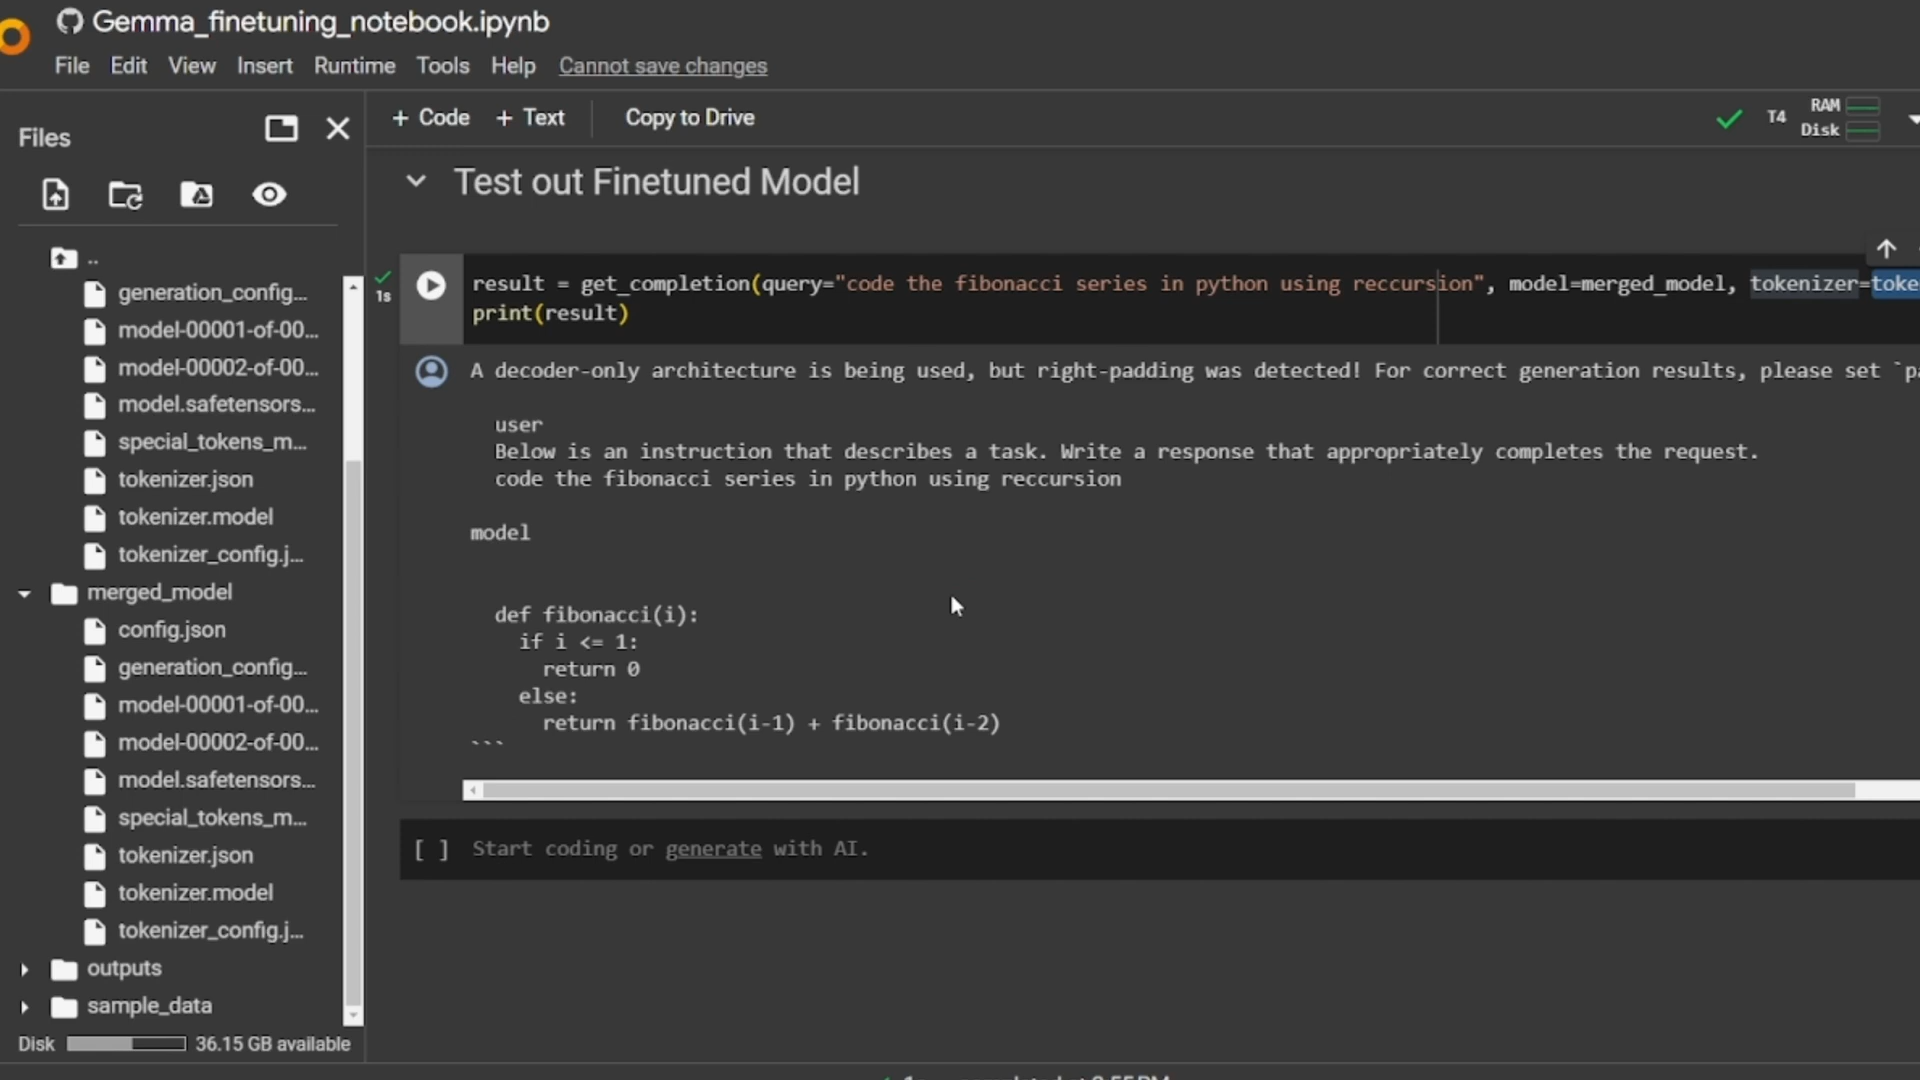 Gemma_finetuning_notebook.ipynb
File Edit View Insert Runtime Tools Help Cannot save changes
Files
+ Code + Text Copy to Drive
T4 RAM
Disk
..
generation_config...
model-00001-of-00...
model-00002-of-00...
model.safetensors...
special_tokens_m...
tokenizer.json
tokenizer.model
tokenizer_config.j...
merged_model
config.json
generation_config...
model-00001-of-00...
model-00002-of-00...
model.safetensors...
special_tokens_m...
tokenizer.json
tokenizer.model
tokenizer_config.j...
outputs
sample_data
Disk 36.15 GB available
Test out Finetuned Model
1s
result = get_completion(query="code the fibonacci series in python using reccursion", model=merged_model, tokenizer=toke
print(result)
A decoder-only architecture is being used, but right-padding was detected! For correct generation results, please set `pa
user
Below is an instruction that describes a task. Write a response that appropriately completes the request.
code the fibonacci series in python using reccursion
model
def fibonacci(i):
if i <= 1:
return 0
else:
return fibonacci(i-1) + fibonacci(i-2)
```
[ ] Start coding or generate with AI.